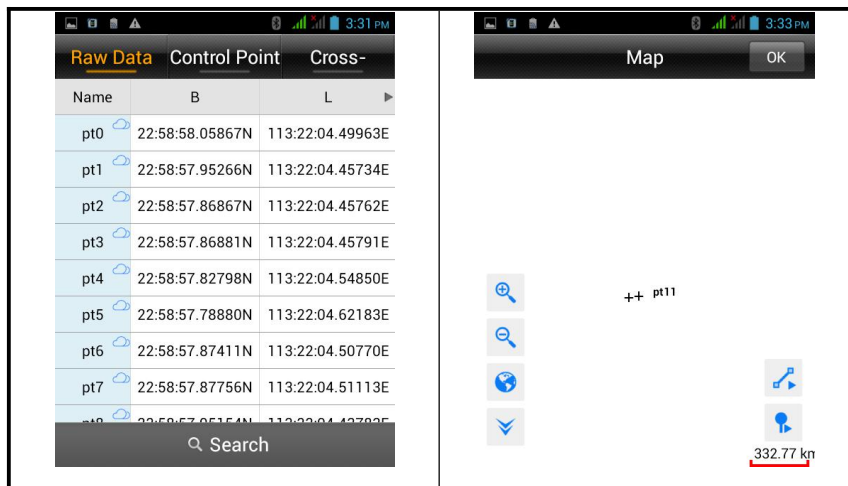 3:31 PM
Raw Data Control Point Cross-
Name B L
pt0 22:58:58.05867N 113:22:04.49963E
pt1 22:58:57.95266N 113:22:04.45734E
pt2 22:58:57.86867N 113:22:04.45762E
pt3 22:58:57.86881N 113:22:04.45791E
pt4 22:58:57.82798N 113:22:04.54850E
pt5 22:58:57.78880N 113:22:04.62183E
pt6 22:58:57.87411N 113:22:04.50770E
pt7 22:58:57.87756N 113:22:04.51113E
Search
3:33 PM
Map OK
pt11
332.77 km